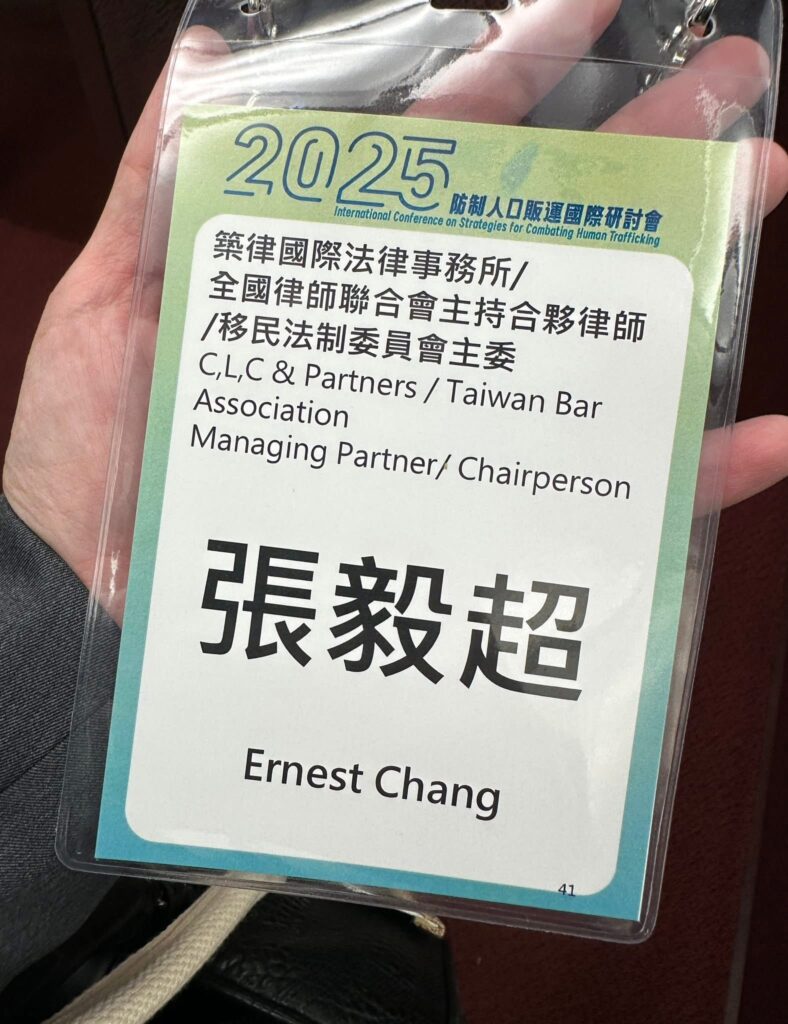 2025 防制人口販運國際研討會
International Conference on Strategies for Combating Human Trafficking
築律國際法律事務所/
全國律師聯合會主持合夥律師
/移民法制委員會主委
C,L,C & Partners / Taiwan Bar
Association
Managing Partner/ Chairperson
張毅超
Ernest Chang
41